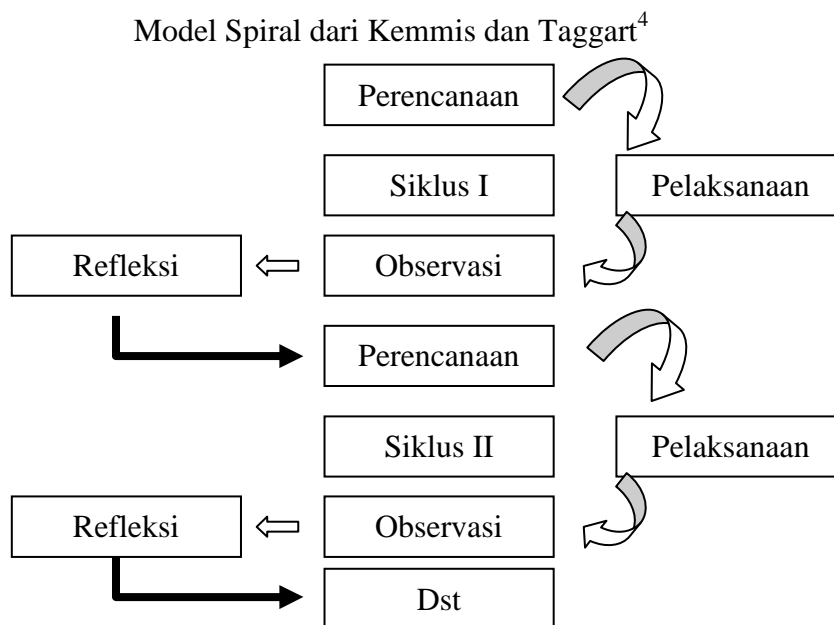 Model Spiral dari Kemmis dan Taggart⁴
Perencanaan
Siklus I
Pelaksanaan
Refleksi
Observasi
Perencanaan
Siklus II
Pelaksanaan
Refleksi
Observasi
Dst